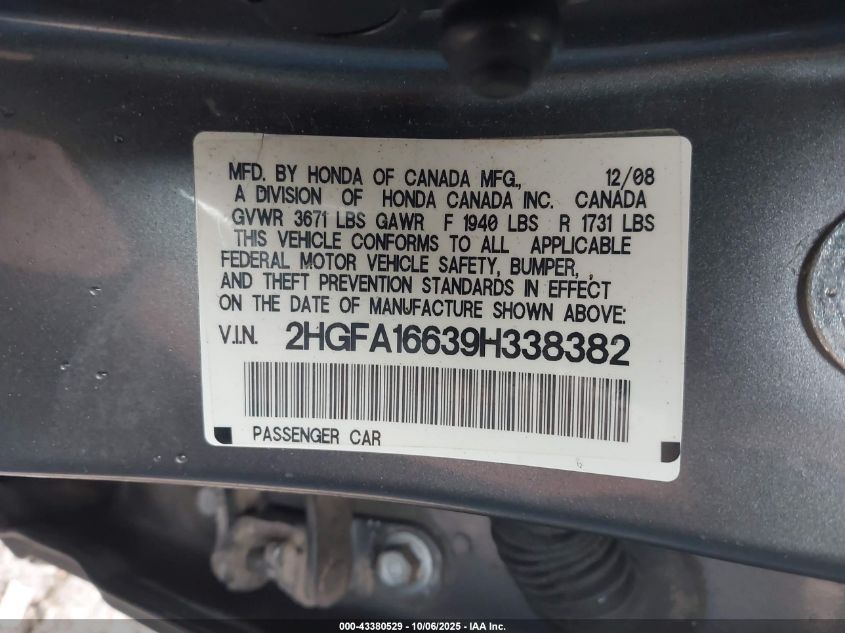 MFD. BY HONDA OF CANADA MFG., 12/08
A DIVISION OF HONDA CANADA INC. CANADA
GVWR 3671 LBS GAWR F 1940 LBS R 1731 LBS
THIS VEHICLE CONFORMS TO ALL APPLICABLE
FEDERAL MOTOR VEHICLE SAFETY, BUMPER,
AND THEFT PREVENTION STANDARDS IN EFFECT
ON THE DATE OF MANUFACTURE SHOWN ABOVE:
V.I.N. 2HGFA16639H338382
PASSENGER CAR
000-43380529 - 10/06/2025 - IAA Inc.